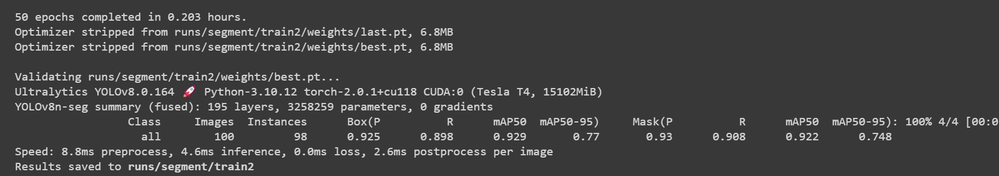 50 epochs completed in 0.203 hours.
Optimizer stripped from runs/segment/train2/weights/last.pt, 6.8MB
Optimizer stripped from runs/segment/train2/weights/best.pt, 6.8MB
Validating runs/segment/train2/weights/best.pt...
Ultralytics YOLOv8.0.164 🚀 Python-3.10.12 torch-2.0.1+cu118 CUDA:0 (Tesla T4, 15102MiB)
YOLOv8n-seg summary (fused): 195 layers, 3258259 parameters, 0 gradients
Class Images Instances Box(P R mAP50 mAP50-95) Mask(P R mAP50 mAP50-95): 100% 4/4 [00:0
all 100 98 0.925 0.898 0.929 0.77 0.93 0.908 0.922 0.748
Speed: 8.8ms preprocess, 4.6ms inference, 0.0ms loss, 2.6ms postprocess per image
Results saved to runs/segment/train2